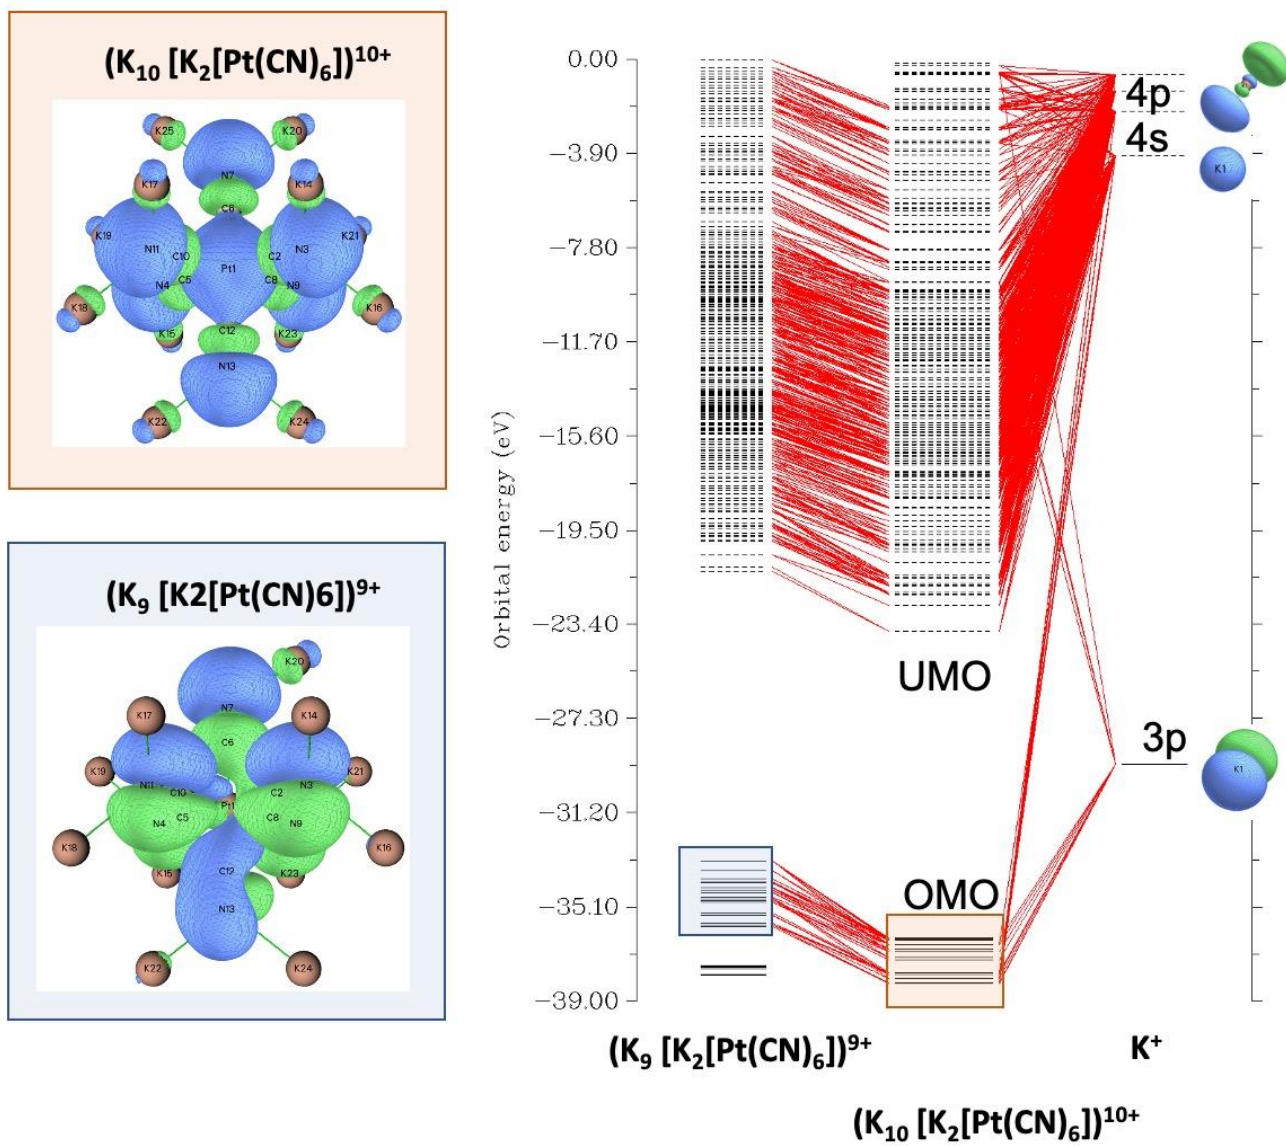 (K₁₀ [K₂[Pt(CN)₆])¹⁰⁺
K25
K20
N7
K17
C6
K14
K19
N11
C10
Pt1
C2
N3
K21
C5
C8
K18
N4
N9
K16
K15
C12
K23
N13
K22
K24
(K₉ [K2[Pt(CN)6])⁹⁺
K20
N7
K17
K14
C6
K19
N11
C10
Pt1
C2
N3
K21
N4
C5
C8
N9
K18
K16
K15
C12
K23
N13
K22
K24
Orbital energy (eV)
0.00
−3.90
−7.80
−11.70
−15.60
−19.50
−23.40
−27.30
−31.20
−35.10
−39.00
UMO
OMO
4p
4s
K1
3p
K1
(K₉ [K₂[Pt(CN)₆])⁹⁺
K⁺
(K₁₀ [K₂[Pt(CN)₆])¹⁰⁺